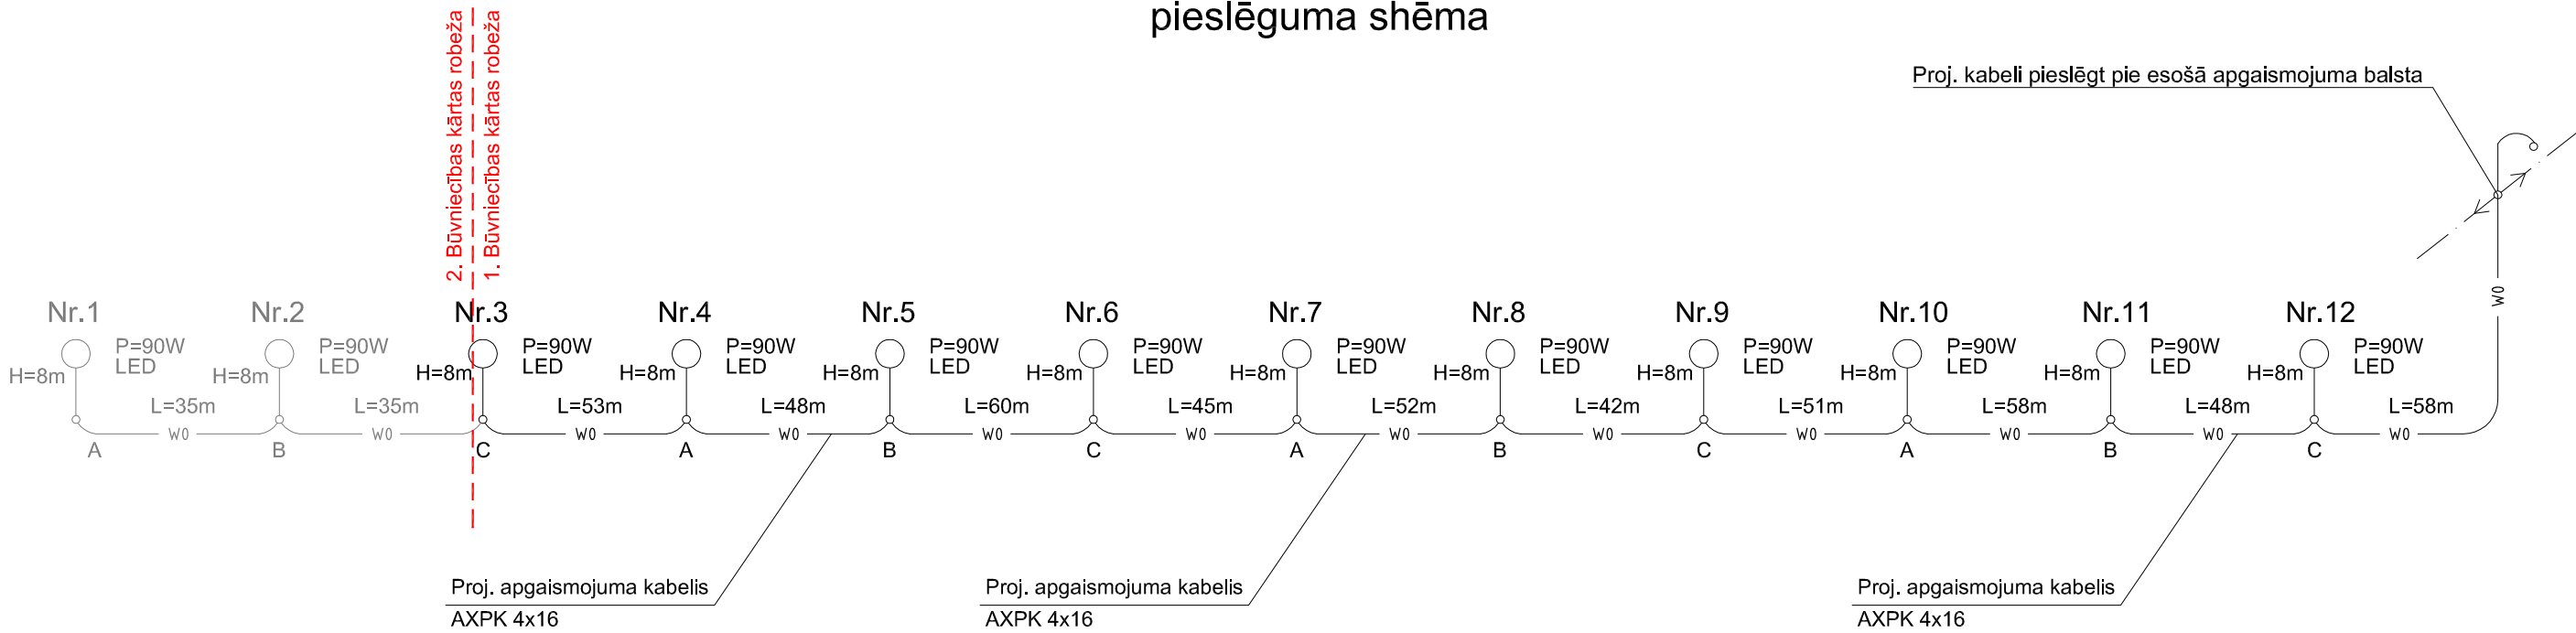 pieslēguma shēma
2. Būvniecības kārtas robeža
1. Būvniecības kārtas robeža
Proj. kabeli pieslēgt pie esošā apgaismojuma balsta
W0
Nr.1 Nr.2 Nr.3 Nr.4 Nr.5 Nr.6 Nr.7 Nr.8 Nr.9 Nr.10 Nr.11 Nr.12
P=90W P=90W P=90W P=90W P=90W P=90W P=90W P=90W P=90W P=90W P=90W P=90W
LED LED LED LED LED LED LED LED LED LED LED LED
H=8m H=8m H=8m H=8m H=8m H=8m H=8m H=8m H=8m H=8m H=8m H=8m
L=35m L=35m L=53m L=48m L=60m L=45m L=52m L=42m L=51m L=58m L=48m L=58m
W0 W0 W0 W0 W0 W0 W0 W0 W0 W0 W0 W0
A B C A B C A B C A B C
Proj. apgaismojuma kabelis Proj. apgaismojuma kabelis Proj. apgaismojuma kabelis
AXPK 4x16 AXPK 4x16 AXPK 4x16